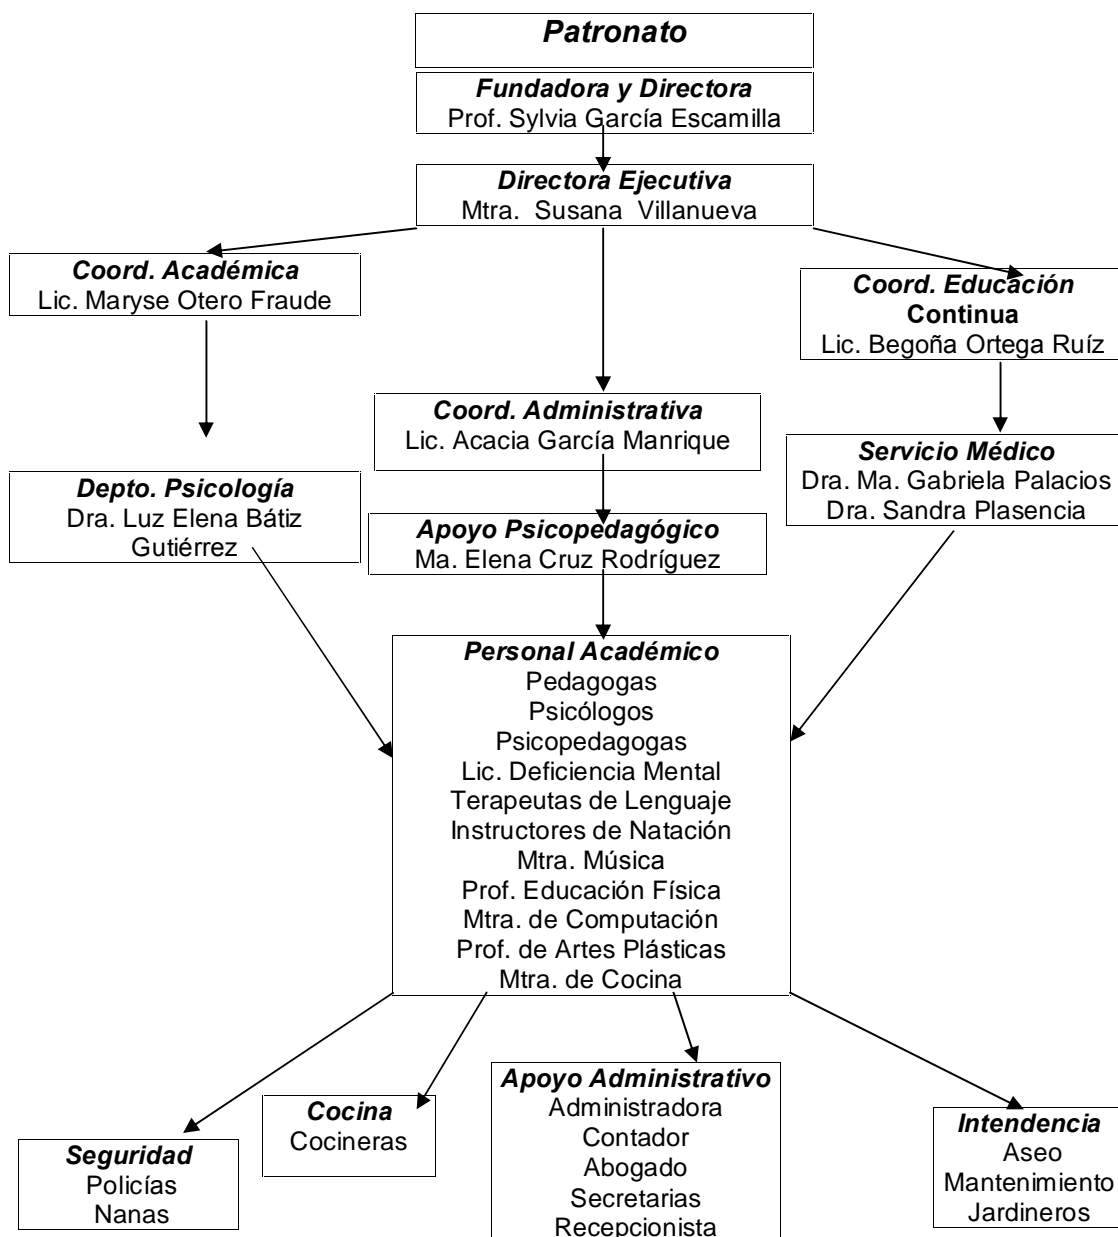 Patronato
Fundadora y Directora
Prof. Sylvia García Escamilla
Directora Ejecutiva
Mtra. Susana Villanueva
Coord. Académica
Lic. Maryse Otero Fraude
Coord. Educación
Continua
Lic. Begoña Ortega Ruíz
Coord. Administrativa
Lic. Acacia García Manrique
Servicio Médico
Dra. Ma. Gabriela Palacios
Dra. Sandra Plasencia
Depto. Psicología
Dra. Luz Elena Bátiz
Gutiérrez
Apoyo Psicopedagógico
Ma. Elena Cruz Rodríguez
Personal Académico
Pedagogas
Psicólogos
Psicopedagogas
Lic. Deficiencia Mental
Terapeutas de Lenguaje
Instructores de Natación
Mtra. Música
Prof. Educación Física
Mtra. de Computación
Prof. de Artes Plásticas
Mtra. de Cocina
Seguridad
Policías
Nanas
Cocina
Cocineras
Apoyo Administrativo
Administradora
Contador
Abogado
Secretarias
Recepcionista
Intendencia
Aseo
Mantenimiento
Jardineros